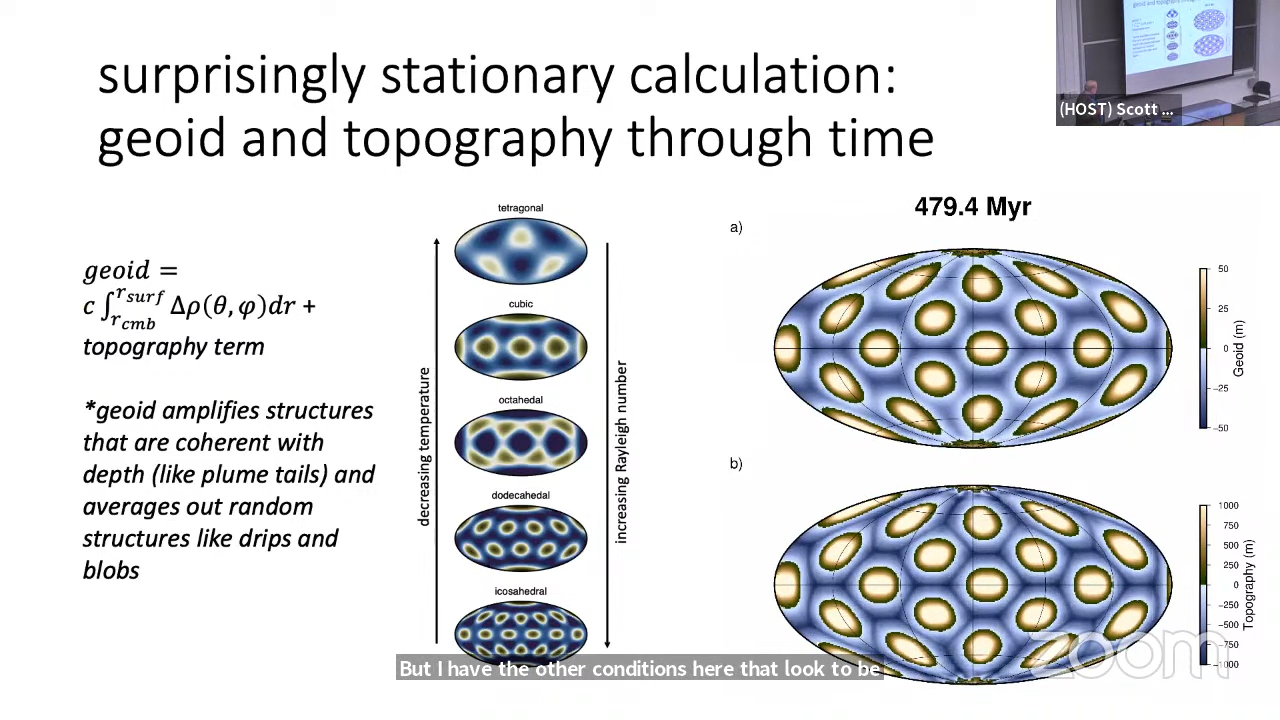 surprisingly stationary calculation:
geoid and topography through time
(HOST) Scott ...
geoid =
c ∫_{r_cmb}^{r_surf} Δρ(θ, φ)dr +
topography term
*geoid amplifies structures
that are coherent with
depth (like plume tails) and
averages out random
structures like drips and
blobs
decreasing temperature
tetragonal
cubic
octahedal
dodecahedal
icosahedral
increasing Rayleigh number
479.4 Myr
a)
50
25
0
−25
−50
Geoid (m)
b)
1000
750
500
250
0
−250
−500
Topography (m)
zoom
But I have the other conditions here that look to be